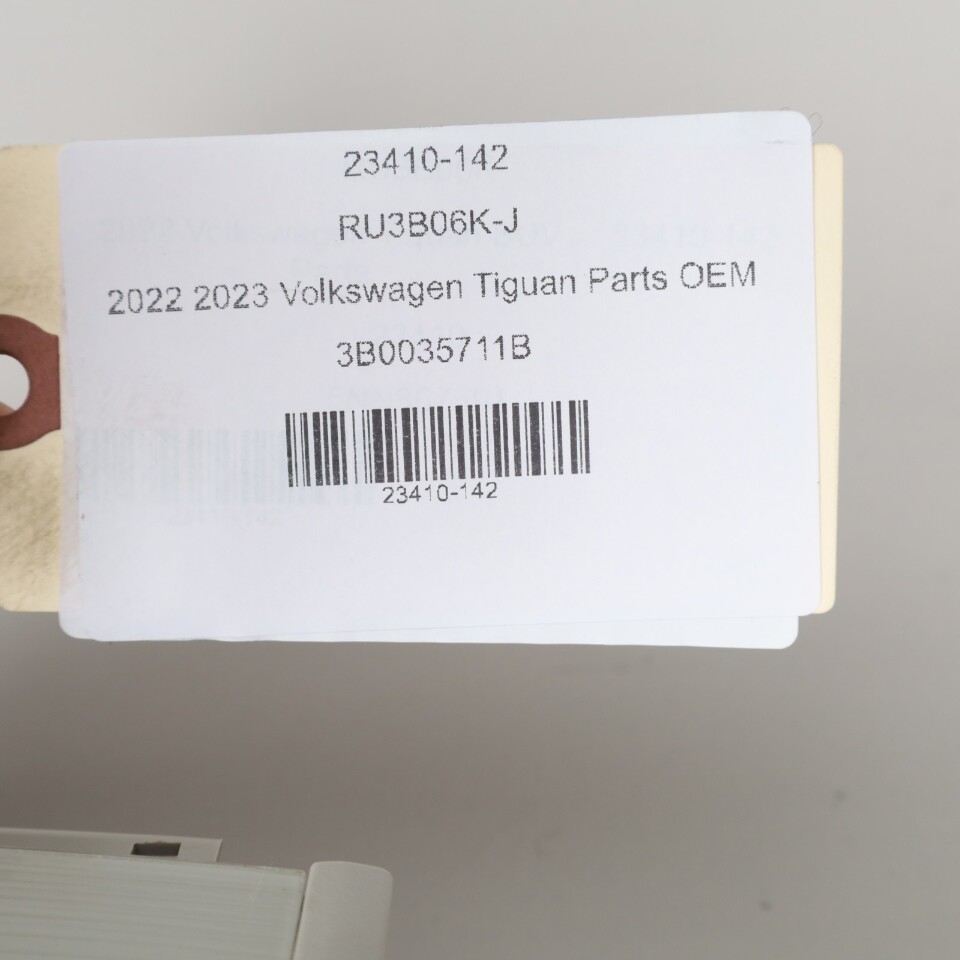 23410-142
RU3B06K-J
2022 2023 Volkswagen Tiguan Parts OEM
3B0035711B
23410-142